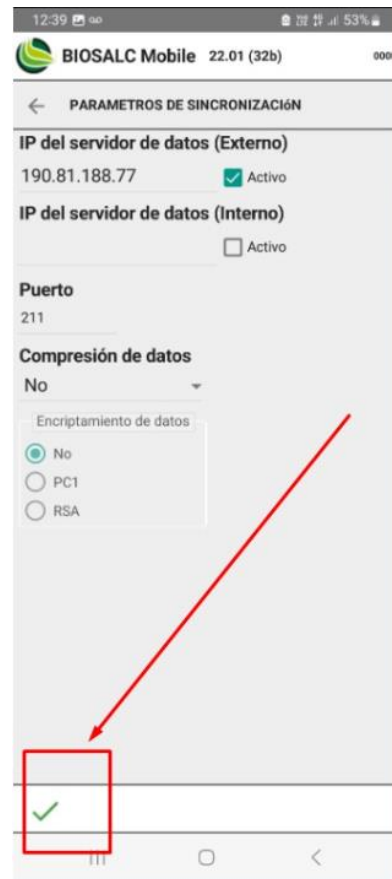 12:39 53%
BIOSALC Mobile 22.01 (32b) 000
PARAMETROS DE SINCRONIZACIóN
IP del servidor de datos (Externo)
190.81.188.77 Activo
IP del servidor de datos (Interno)
Activo
Puerto
211
Compresión de datos
No
Encriptamiento de datos
No
PC1
RSA